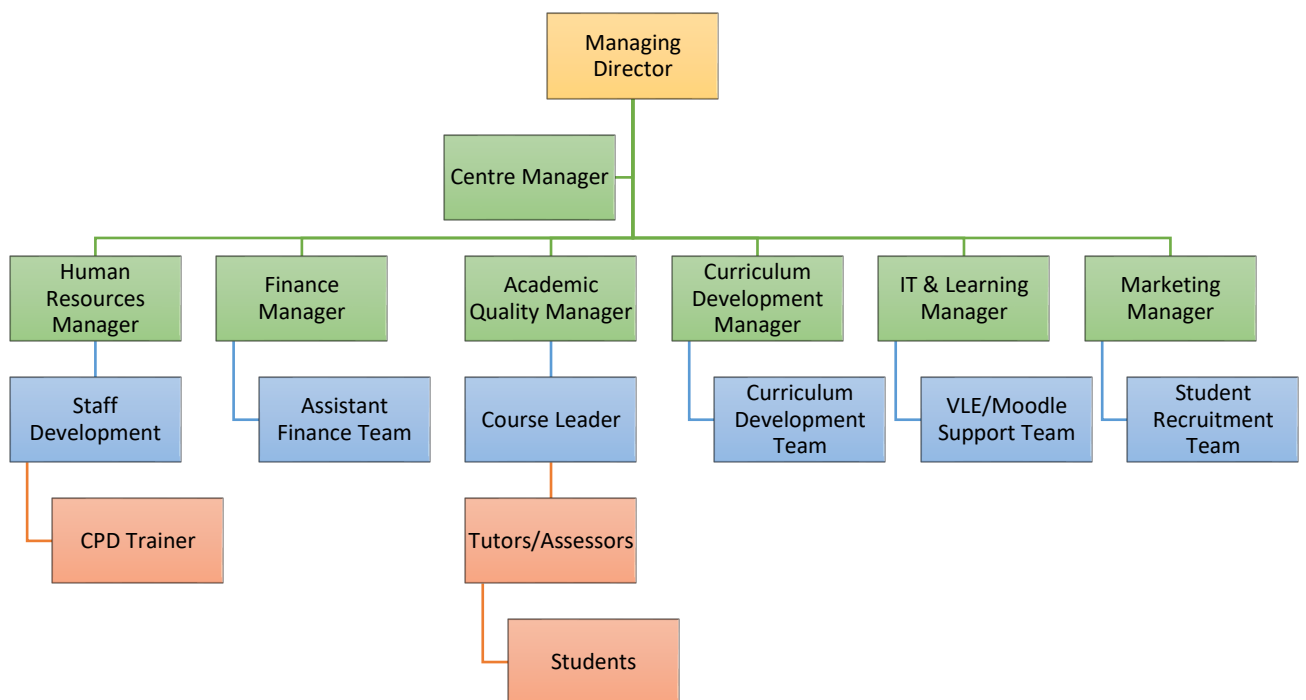 Managing
Director
Centre Manager
Human
Resources
Manager
Finance
Manager
Academic
Quality Manager
Curriculum
Development
Manager
IT & Learning
Manager
Marketing
Manager
Staff
Development
Assistant
Finance Team
Course Leader
Curriculum
Development
Team
VLE/Moodle
Support Team
Student
Recruitment
Team
CPD Trainer
Tutors/Assessors
Students